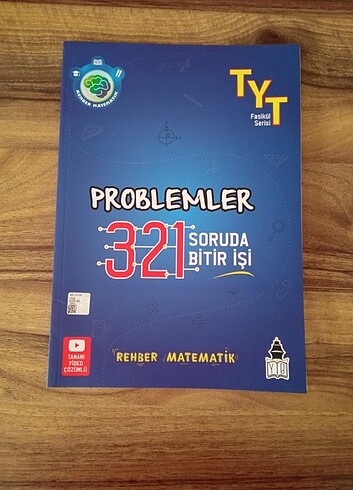 REHBER MATEMATİK
TYT
Fasikül
Serisi
PROBLEMLER
321 SORUDA
BİTİR İŞİ
TAMAMI
VİDEO
ÇÖZÜMLÜ
REHBER MATEMATİK